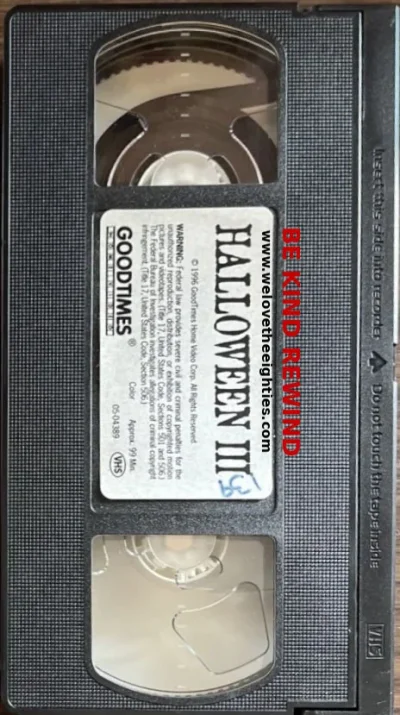 Insert this side into recorder Do not touch the tape inside
VHS
BE KIND REWIND
www.welovetheeighties.com
HALLOWEEN III
© 1996 GoodTimes Home Video Corp. All Rights Reserved.
WARNING: Federal law provides severe civil and criminal penalties for the
unauthorized reproduction, distribution, or exhibition of copyrighted motion
pictures and videotapes. (Title 17, United States Code, Sections 501 and 506.)
The Federal Bureau of Investigation investigates allegations of criminal copyright
infringement. (Title 17, United States Code, Section 506.)
GOODTIMES®
HOME VIDEO
Color Approx. 99 Min.
05-04389
VHS